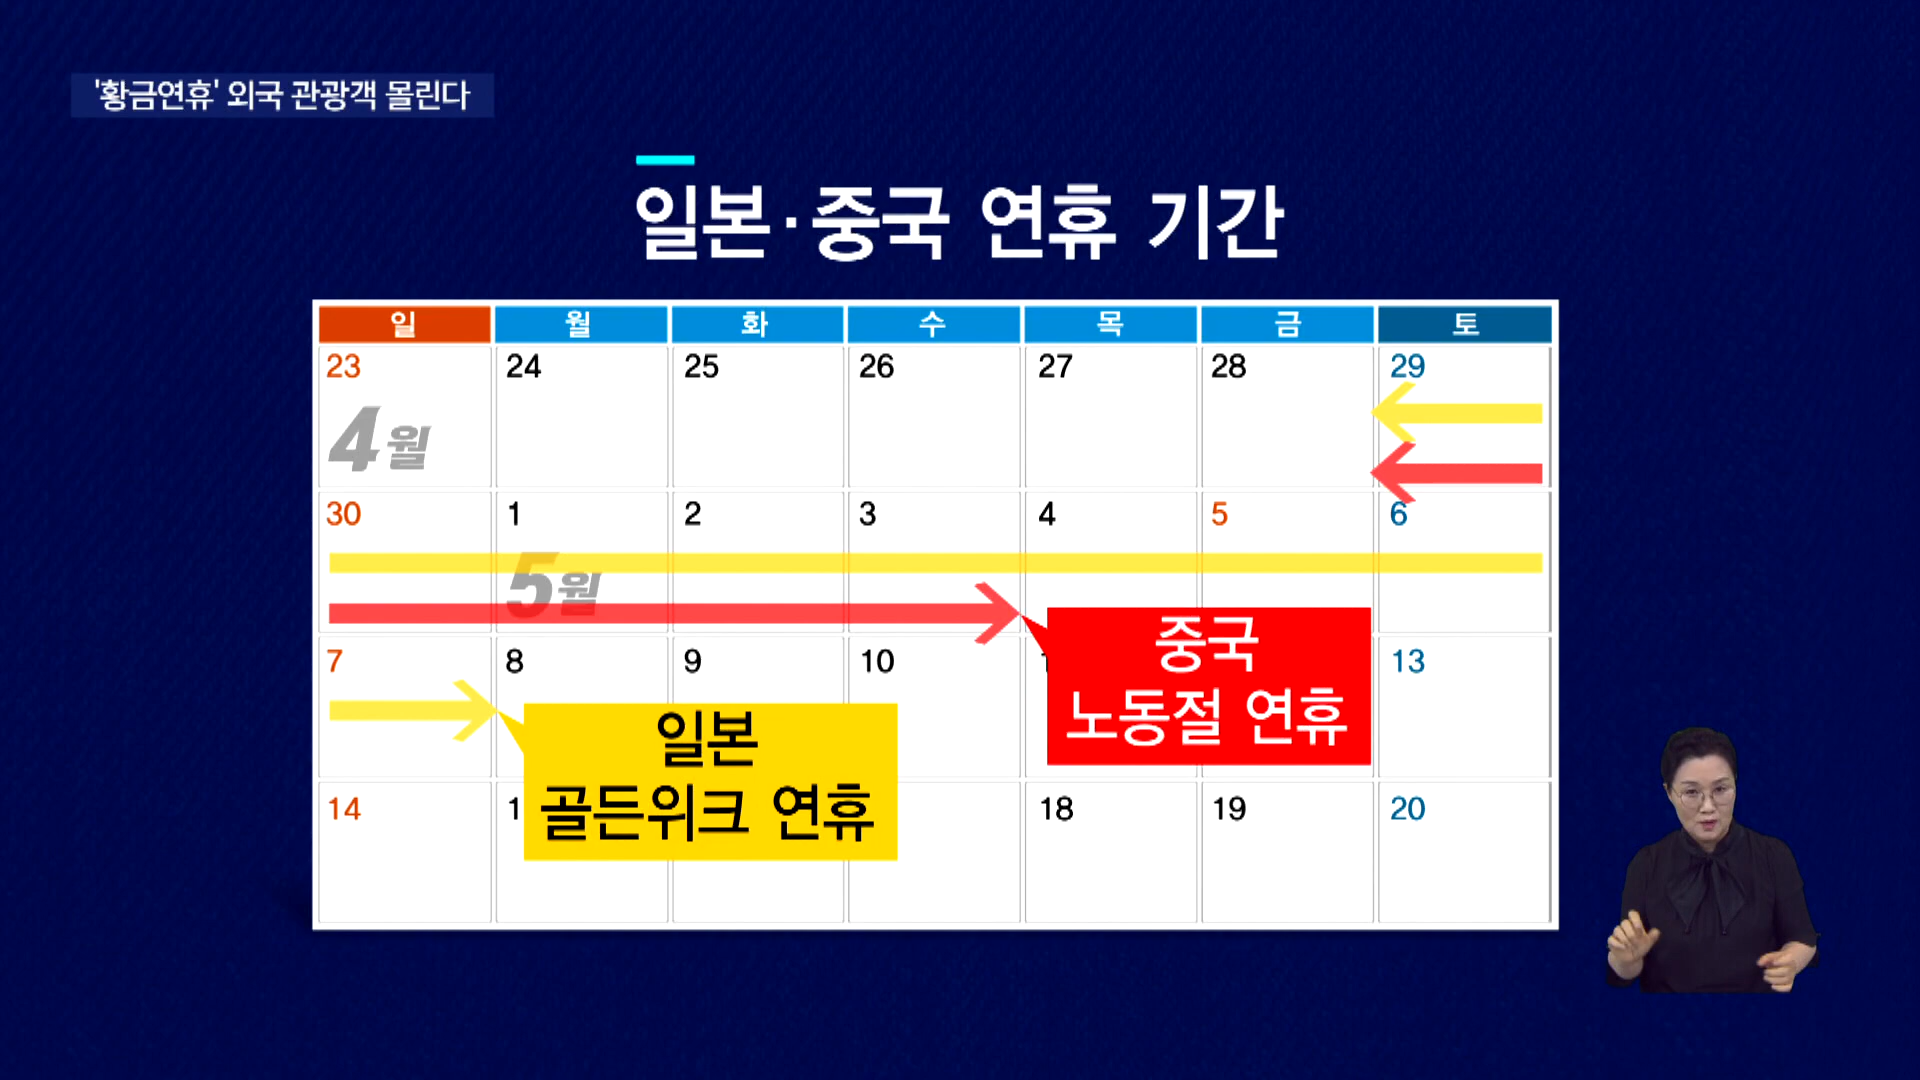 '황금연휴' 외국 관광객 몰린다
일본·중국 연휴 기간
일 월 화 수 목 금 토
23 24 25 26 27 28 29
4월
30 1 2 3 4 5 6
5월
7 8 9 10 13
중국
노동절 연휴
일본
골든위크 연휴
14 18 19 20